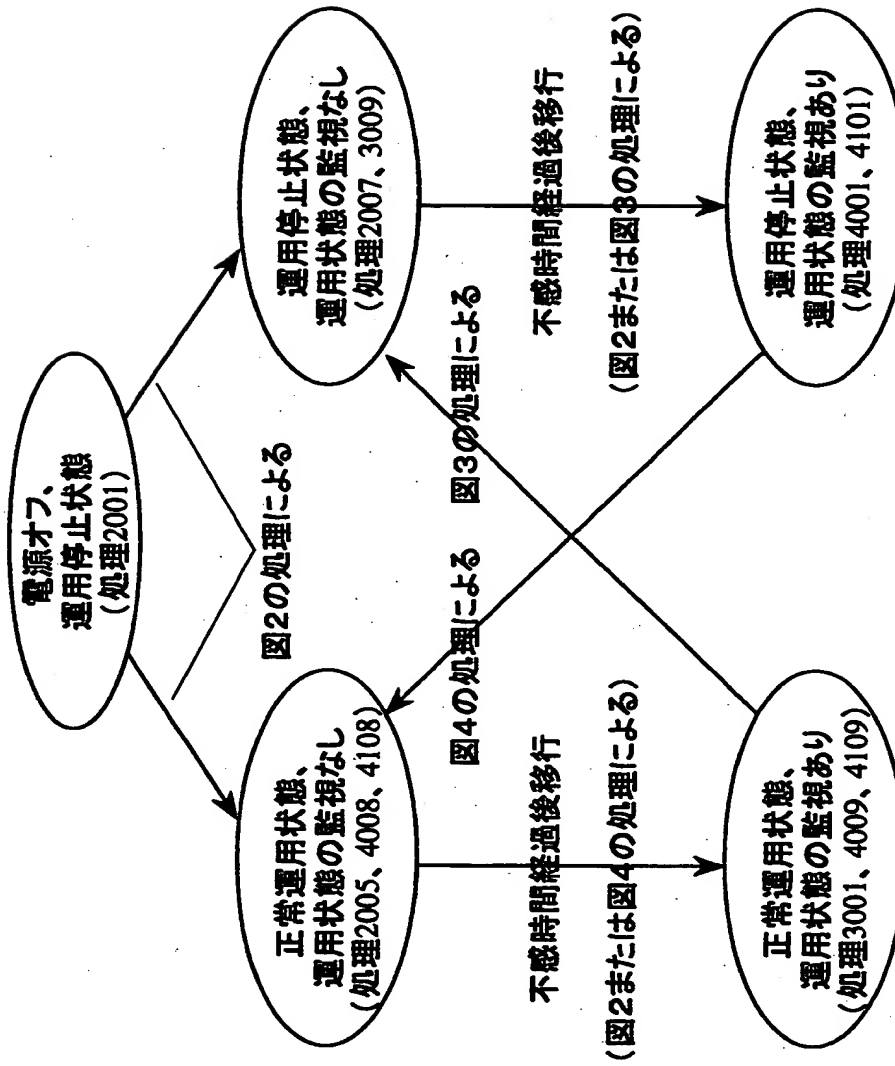 電源オフ、
運用停止状態
(処理2001)
図2の処理による
正常運用状態、
運用状態の監視なし
(処理2005、4008、4108)
運用停止状態、
運用状態の監視なし
(処理2007、3009)
図4の処理による
図3の処理による
不感時間経過後移行
(図2または図4の処理による)
不感時間経過後移行
(図2または図3の処理による)
正常運用状態、
運用状態の監視あり
(処理3001、4009、4109)
運用停止状態、
運用状態の監視あり
(処理4001、4101)